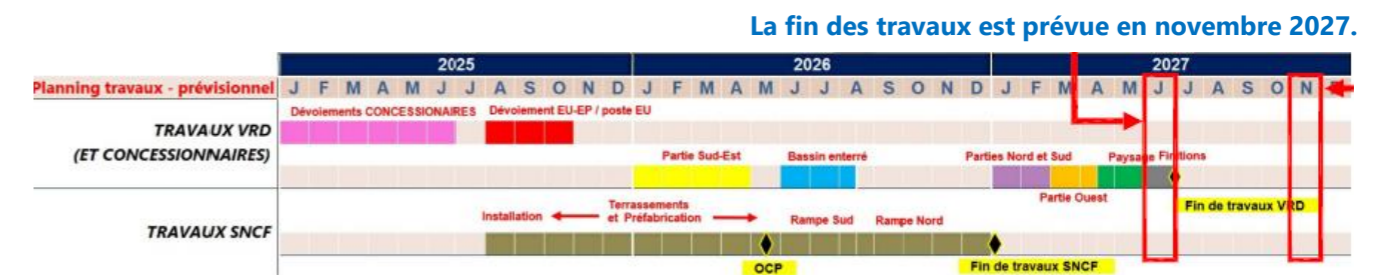 La fin des travaux est prévue en novembre 2027.
2025 2026 2027
Planning travaux - prévisionnel J F M A M J J A S O N D J F M A M J J A S O N D J F M A M J J A S O N
Dévoiements CONCESSIONAIRES Dévoiement EU-EP / poste EU
TRAVAUX VRD
(ET CONCESSIONNAIRES)
Partie Sud-Est Bassin enterré Parties Nord et Sud Paysage Finitions
Partie Ouest
Fin de travaux VRD
TRAVAUX SNCF
Installation Terrassements
et Préfabrication Rampe Sud Rampe Nord
OCP Fin de travaux SNCF